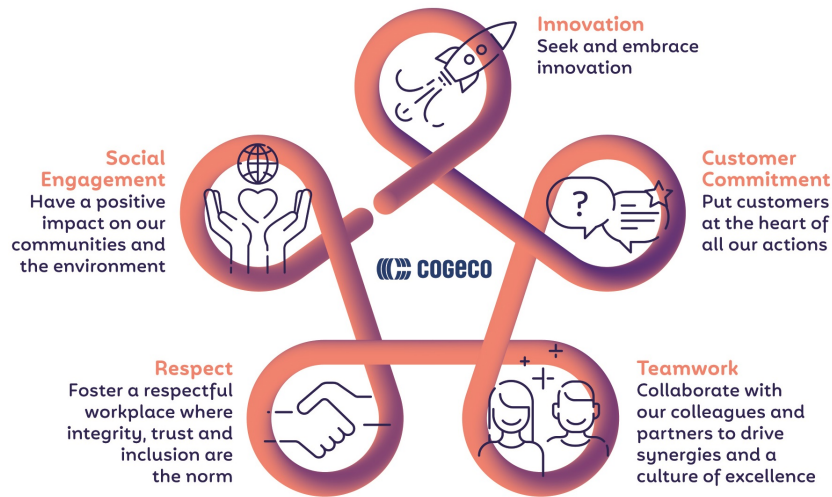 Innovation
Seek and embrace
innovation
Social
Engagement
Have a positive
impact on our
communities and
the environment
?
Customer
Commitment
Put customers
at the heart of
all our actions
cogeco
Respect
Foster a respectful
workplace where
integrity, trust and
inclusion are
the norm
Teamwork
Collaborate with
our colleagues and
partners to drive
synergies and a
culture of excellence